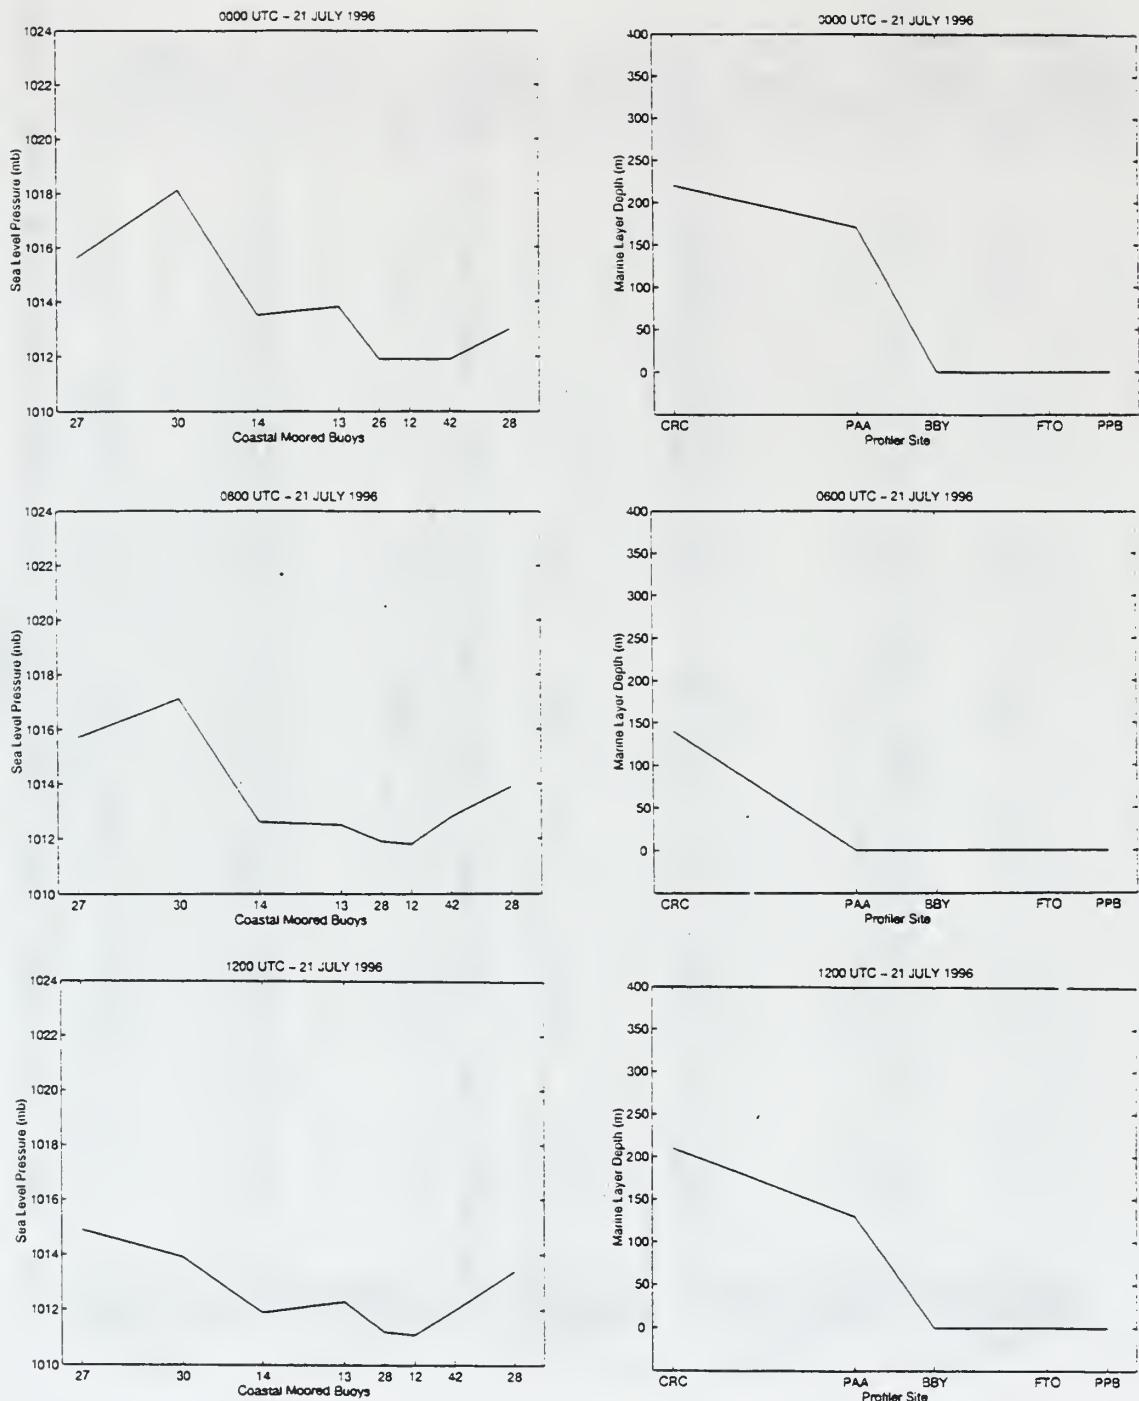 0000 UTC - 21 JULY 1996
1024
1022
1020
1018
1016
1014
1012
1010
Sea Level Pressure (mb)
27 30 14 13 26 12 42 28
Coastal Moored Buoys
0000 UTC - 21 JULY 1996
400
350
300
250
200
150
100
50
0
Marine Layer Depth (m)
CRC PAA BBY FTO PPB
Profiler Site
0600 UTC - 21 JULY 1996
1024
1022
1020
1018
1016
1014
1012
1010
Sea Level Pressure (mb)
27 30 14 13 28 12 42 28
Coastal Moored Buoys
0600 UTC - 21 JULY 1996
400
350
300
250
200
150
100
50
0
Marine Layer Depth (m)
CRC PAA BBY FTO PPB
Profiler Site
1200 UTC - 21 JULY 1996
1024
1022
1020
1018
1016
1014
1012
1010
Sea Level Pressure (mb)
27 30 14 13 28 12 42 28
Coastal Moored Buoys
1200 UTC - 21 JULY 1996
400
350
300
250
200
150
100
50
0
Marine Layer Depth (m)
CRC PAA BBY FTO PPB
Profiler Site